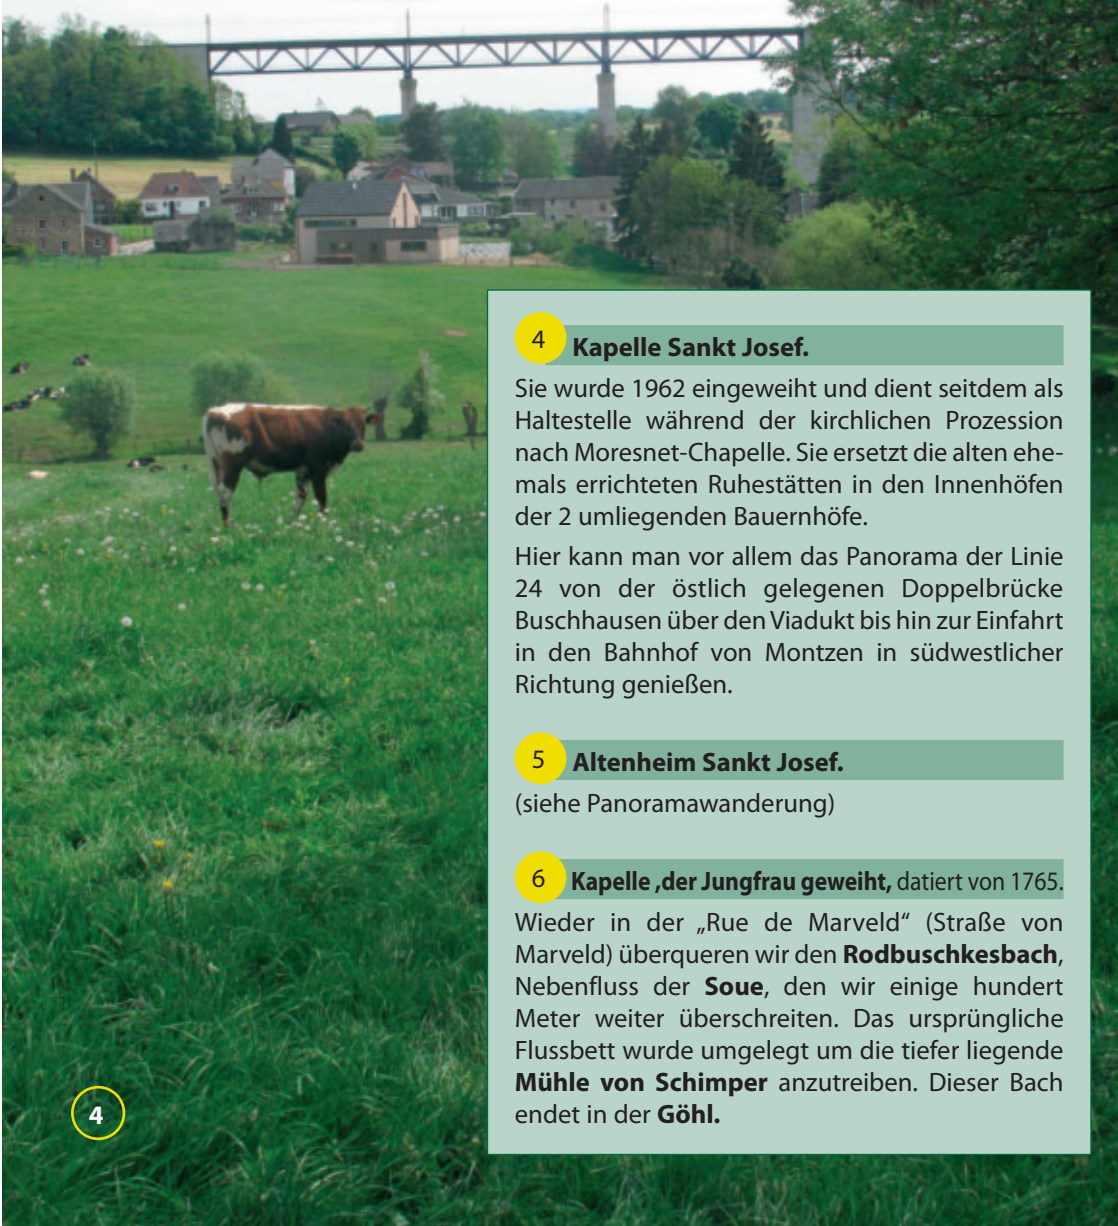 4
Kapelle Sankt Josef.
Sie wurde 1962 eingeweiht und dient seitdem als
Haltestelle während der kirchlichen Prozession
nach Moresnet-Chapelle. Sie ersetzt die alten ehe-
mals errichteten Ruhestätten in den Innenhöfen
der 2 umliegenden Bauernhöfe.
Hier kann man vor allem das Panorama der Linie
24 von der östlich gelegenen Doppelbrücke
Buschhausen über den Viadukt bis hin zur Einfahrt
in den Bahnhof von Montzen in südwestlicher
Richtung genießen.
5
Altenheim Sankt Josef.
(siehe Panoramawanderung)
6
Kapelle ,der Jungfrau geweiht, datiert von 1765.
Wieder in der „Rue de Marveld" (Straße von
Marveld) überqueren wir den Rodbuschkesbach,
Nebenfluss der Soue, den wir einige hundert
Meter weiter überschreiten. Das ursprüngliche
Flussbett wurde umgelegt um die tiefer liegende
Mühle von Schimper anzutreiben. Dieser Bach
endet in der Göhl.
4